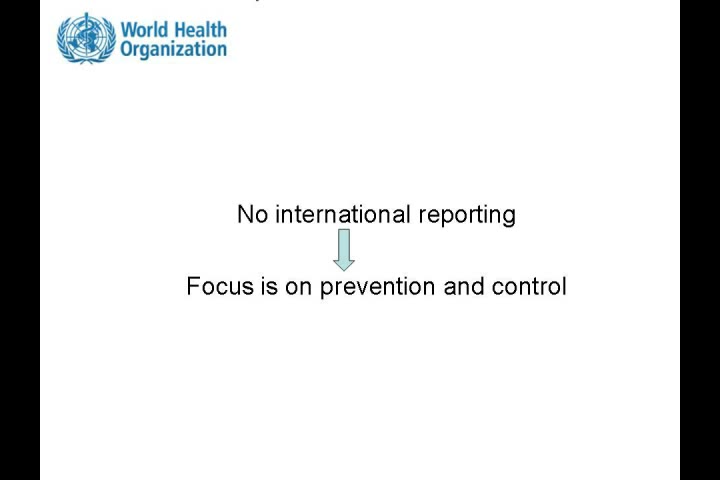 World Health
Organization
No international reporting
Focus is on prevention and control